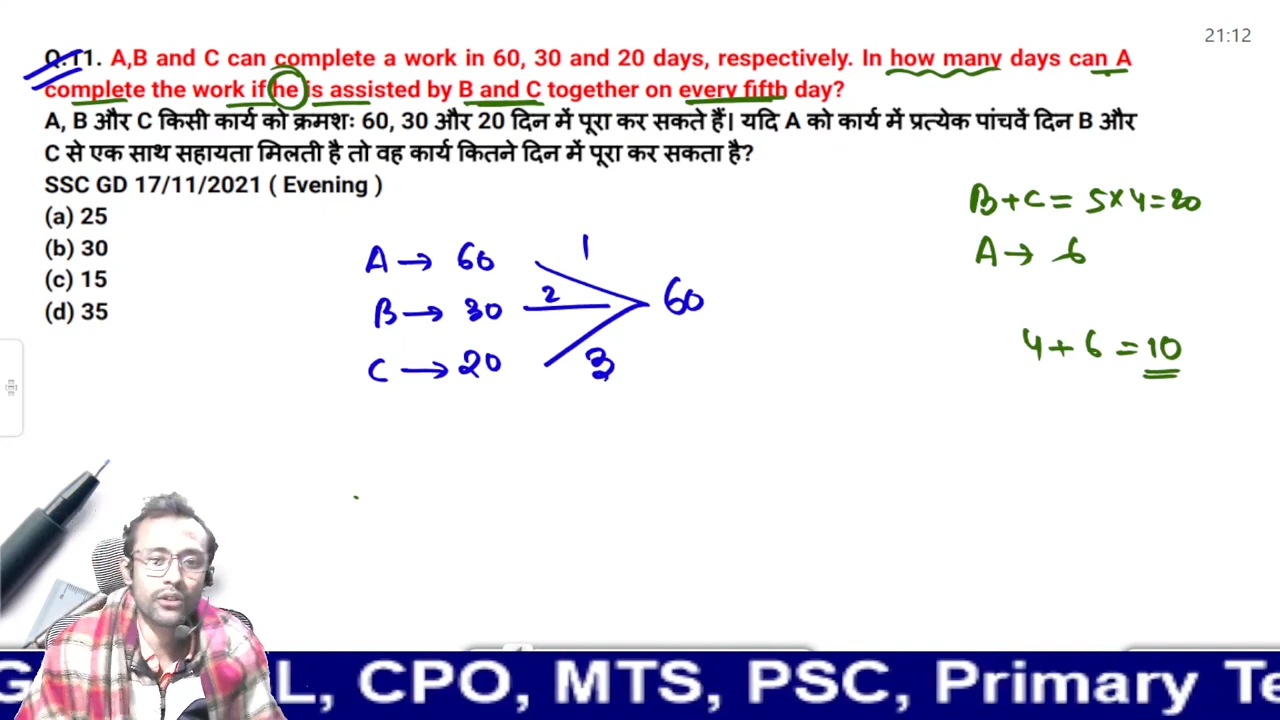 21:12
Q.11. A,B and C can complete a work in 60, 30 and 20 days, respectively. In how many days can A
complete the work if he is assisted by B and C together on every fifth day?
A, B और C किसी कार्य को क्रमशः 60, 30 और 20 दिन में पूरा कर सकते हैं। यदि A को कार्य में प्रत्येक पांचवें दिन B और
C से एक साथ सहायता मिलती है तो वह कार्य कितने दिन में पूरा कर सकता है?
SSC GD 17/11/2021 ( Evening )
(a) 25
(b) 30
(c) 15
(d) 35
A → 60 1
B → 30 2 60
C → 20 3
B+C = 5×4=20
A → 6
4+6=10
L, CPO, MTS, PSC, Primary Te